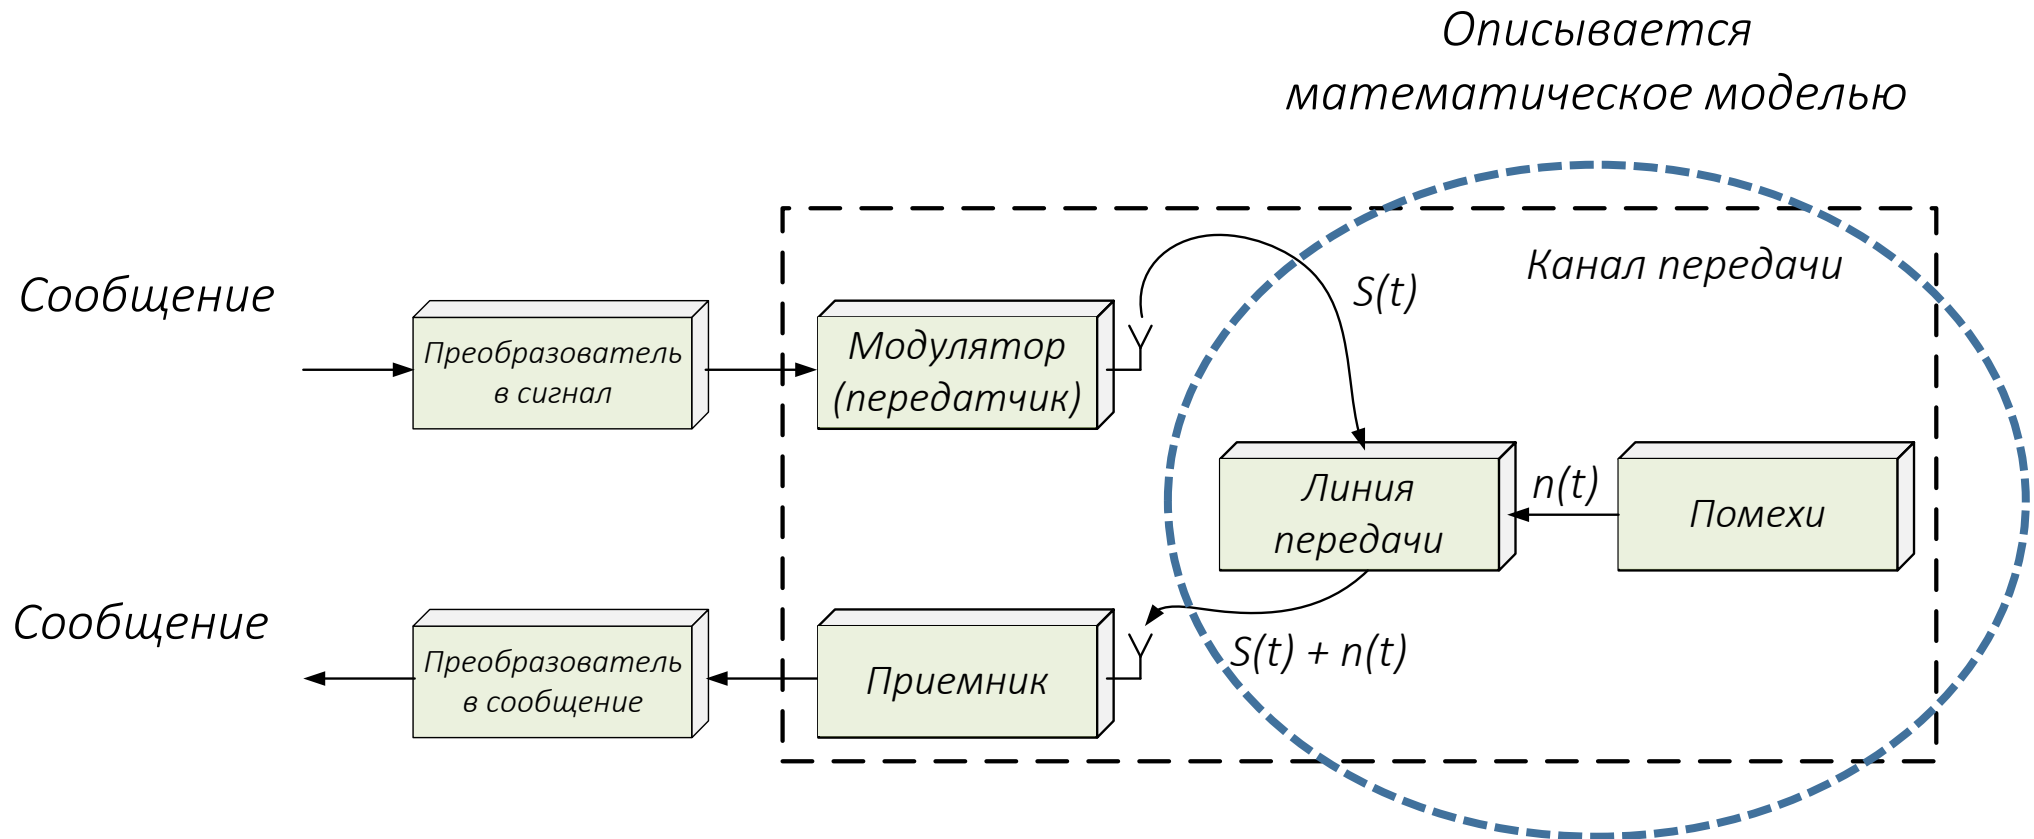 Описывается
математическое моделью
Канал передачи
Сообщение
S(t)
Преобразователь
в сигнал
Модулятор
(передатчик)
Линия
передачи
n(t)
Помехи
Сообщение
S(t) + n(t)
Преобразователь
в сообщение
Приемник